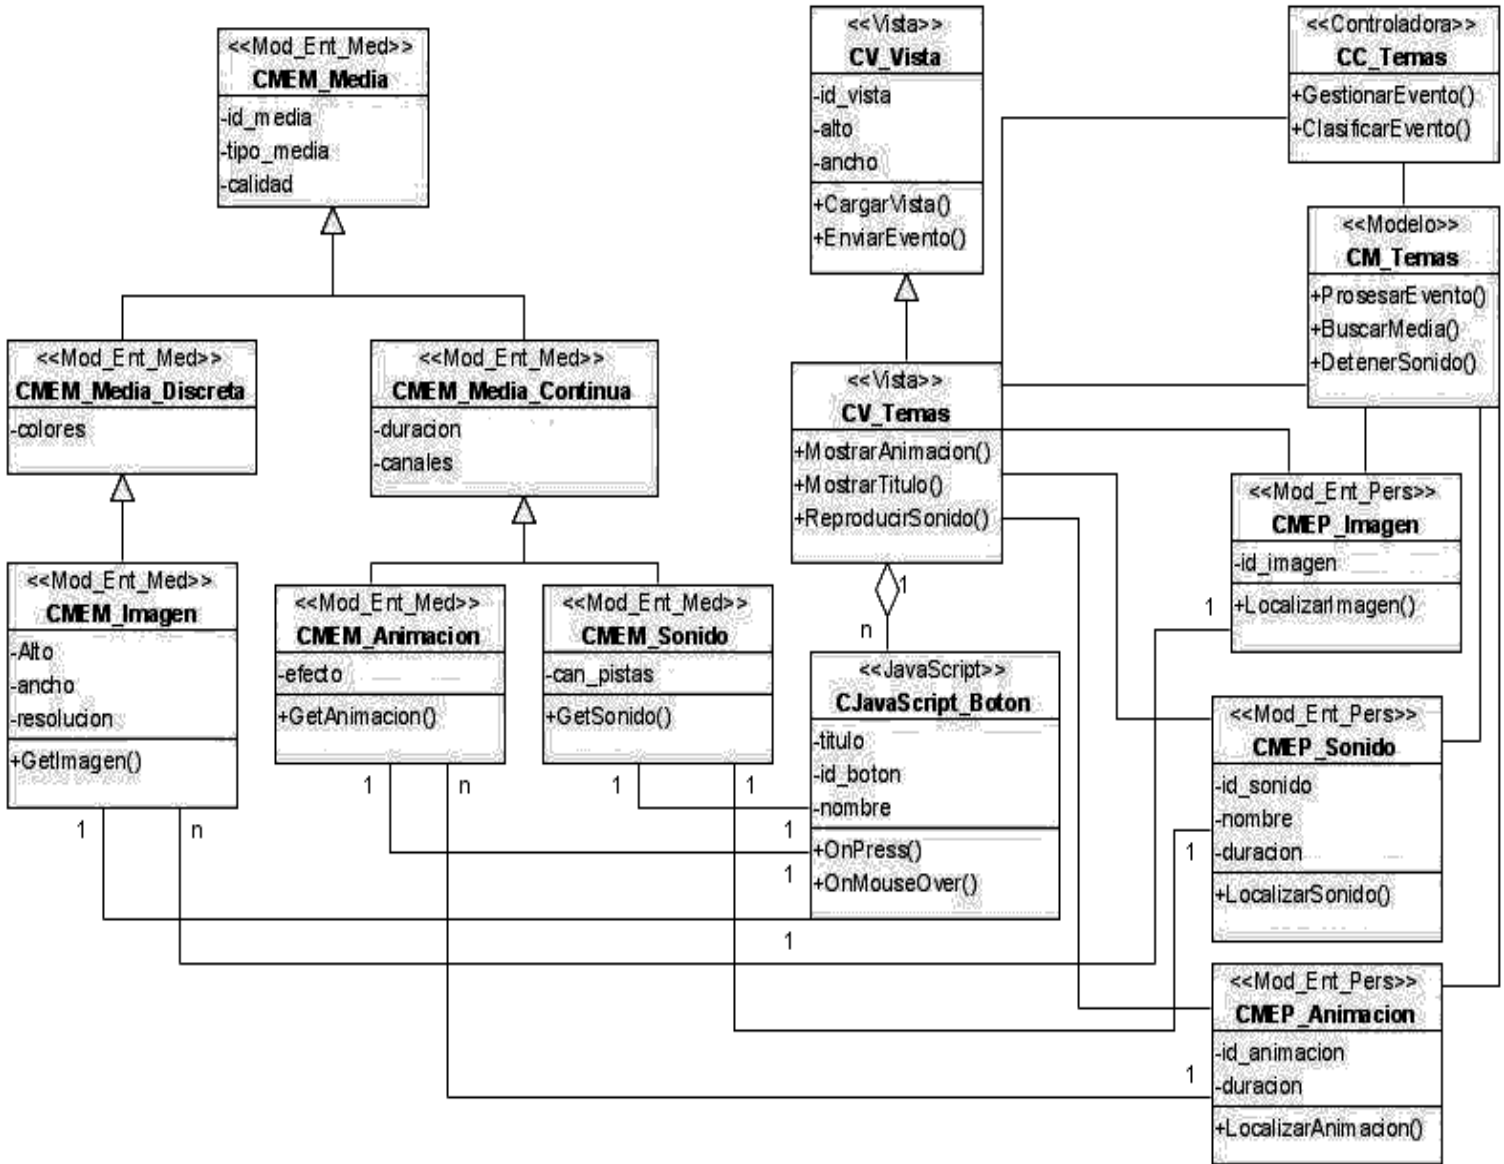 <<Mod_Ent_Med>>
CMEM_Media
-id_media
-tipo_media
-calidad
<<Vista>>
CV_Vista
-id_vista
-alto
-ancho
+CargarVista()
+EnviarEvento()
<<Controladora>>
CC_Temas
+GestionarEvento()
+ClasificarEvento()
<<Modelo>>
CM_Temas
+ProsesarEvento()
+BuscarMedia()
+DetenerSonido()
<<Mod_Ent_Med>>
CMEM_Media_Discreta
-colores
<<Mod_Ent_Med>>
CMEM_Media_Continua
-duracion
-canales
<<Vista>>
CV_Temas
+MostrarAnimacion()
+MostrarTitulo()
+ReproducirSonido()
<<Mod_Ent_Pers>>
CMEP_Imagen
-id_imagen
+LocalizarImagen()
<<Mod_Ent_Med>>
CMEM_Imagen
-Alto
-ancho
-resolucion
+GetImagen()
<<Mod_Ent_Med>>
CMEM_Animacion
-efecto
+GetAnimacion()
<<Mod_Ent_Med>>
CMEM_Sonido
-can_pistas
+GetSonido()
1
n
1
<<JavaScript>>
CJavaScript_Boton
-titulo
-id_boton
-nombre
+OnPress()
+OnMouseOver()
<<Mod_Ent_Pers>>
CMEP_Sonido
-id_sonido
-nombre
-duracion
+LocalizarSonido()
1
n
1
1
1
n
1
1
1
1
<<Mod_Ent_Pers>>
CMEP_Animacion
-id_animacion
-duracion
+LocalizarAnimacion()
1